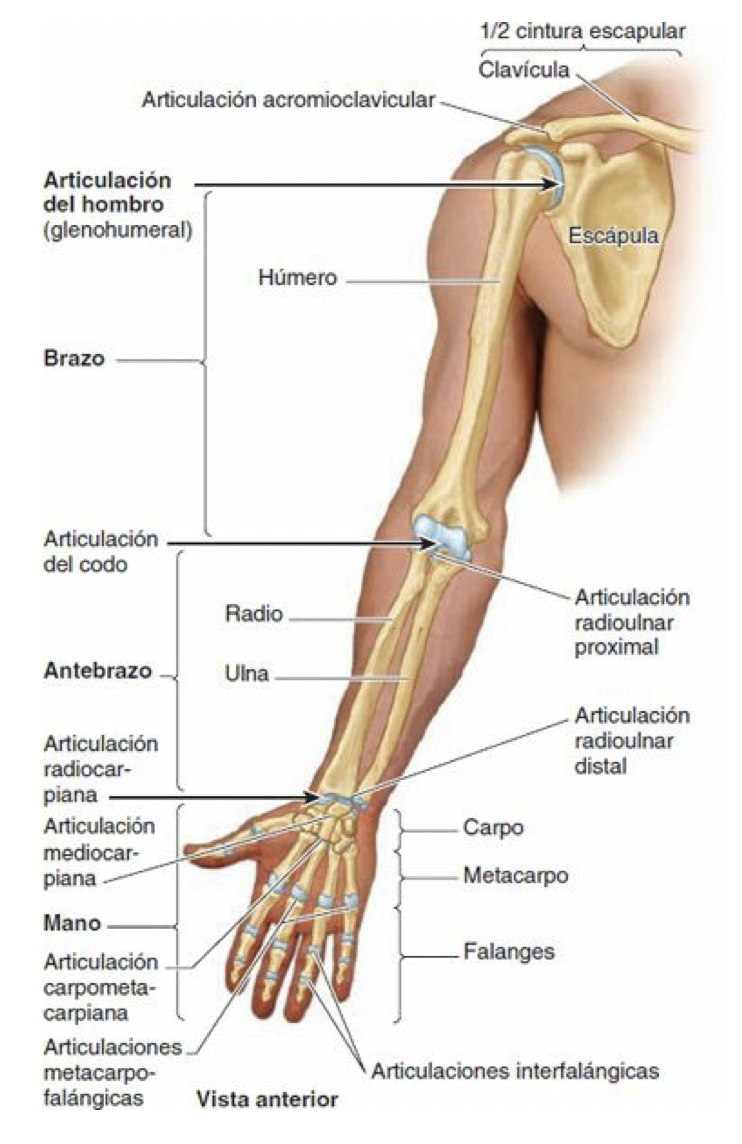 1/2 cintura escapular
Clavícula
Articulación acromioclavicular
Articulación
del hombro
(glenohumeral)
Escápula
Húmero
Brazo
Articulación
del codo
Articulación
radioulnar
proximal
Radio
Antebrazo
Ulna
Articulación
radioulnar
distal
Articulación
radiocar-
piana
Articulación
mediocar-
piana
Carpo
Metacarpo
Mano
Falanges
Articulación
carpometa-
carpiana
Articulaciones
metacarpo-
falángicas
Articulaciones interfalángicas
Vista anterior